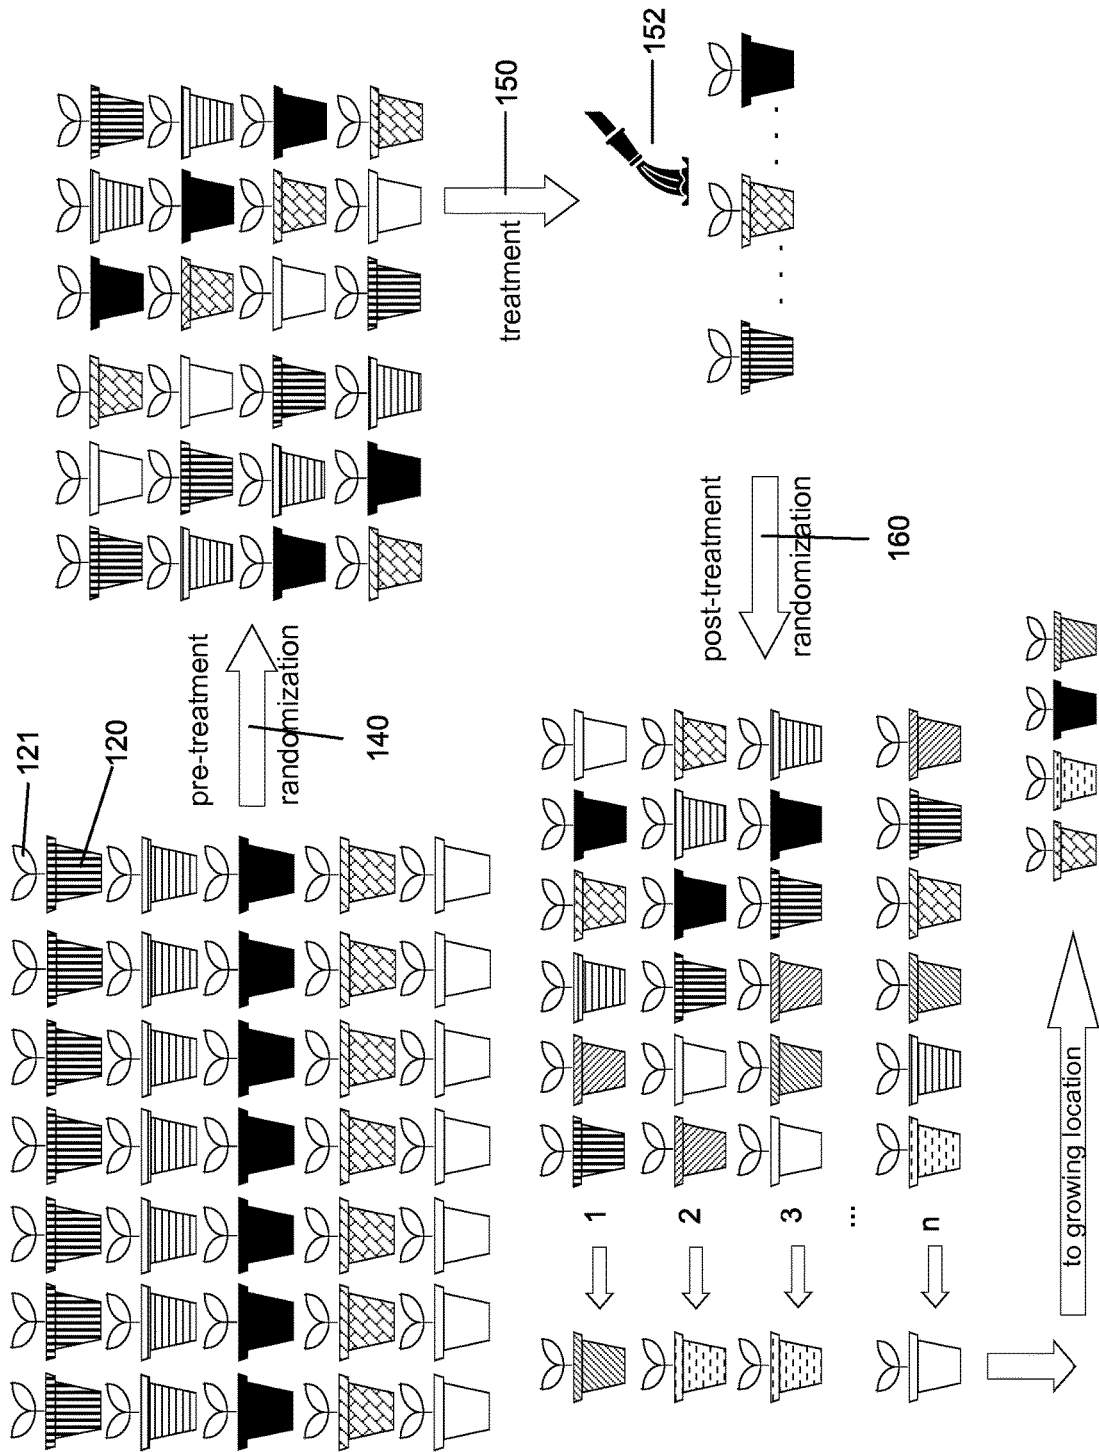 121
120
pre-treatment
randomization
140
treatment
150
152
post-treatment
randomization
160
1
2
3
...
n
to growing location